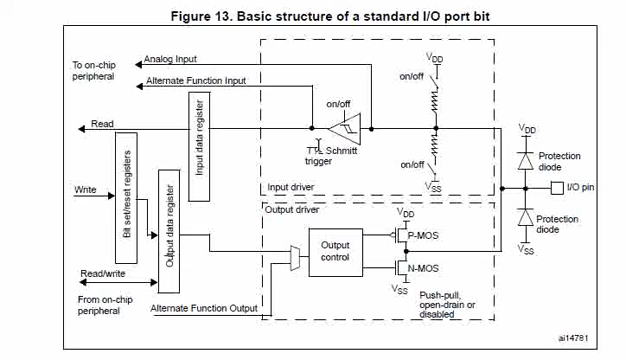 Figure 13. Basic structure of a standard I/O port bit
To on-chip
peripheral
Analog Input
Alternate Function Input
Read
Write
Bit set/reset registers
Input data register
Output data register
Read/write
From on-chip
peripheral
Alternate Function Output
on/off
TTL Schmitt
trigger
Input driver
VDD
on/off
on/off
VSS
Output driver
Output
control
VDD
P-MOS
N-MOS
VSS
Push-pull,
open-drain or
disabled
VDD
Protection
diode
I/O pin
Protection
diode
VSS
ai14781